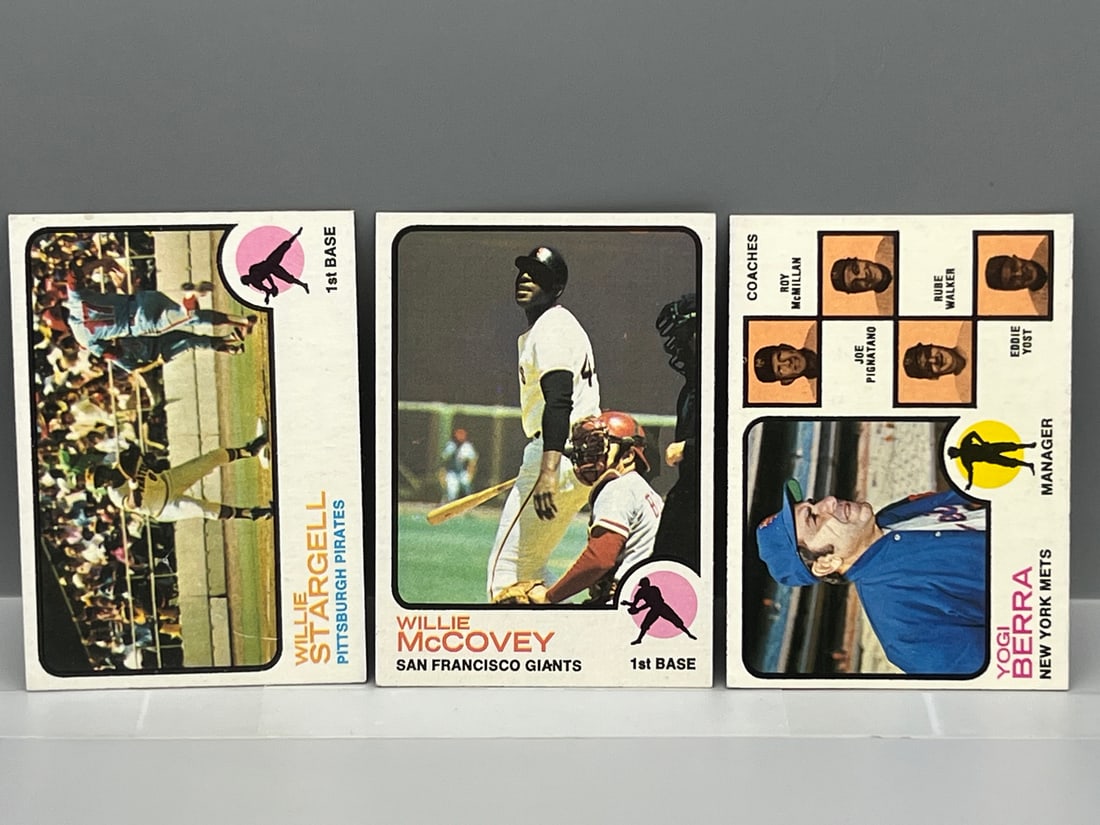 WILLIE
STARGELL
PITTSBURGH PIRATES
1st BASE
WILLIE
McCOVEY
SAN FRANCISCO GIANTS
1st BASE
4
COACHES
ROY
McMILLAN
JOE
PIGNATANO
RUBE
WALKER
EDDIE
YOST
YOGI
BERRA
NEW YORK METS
MANAGER